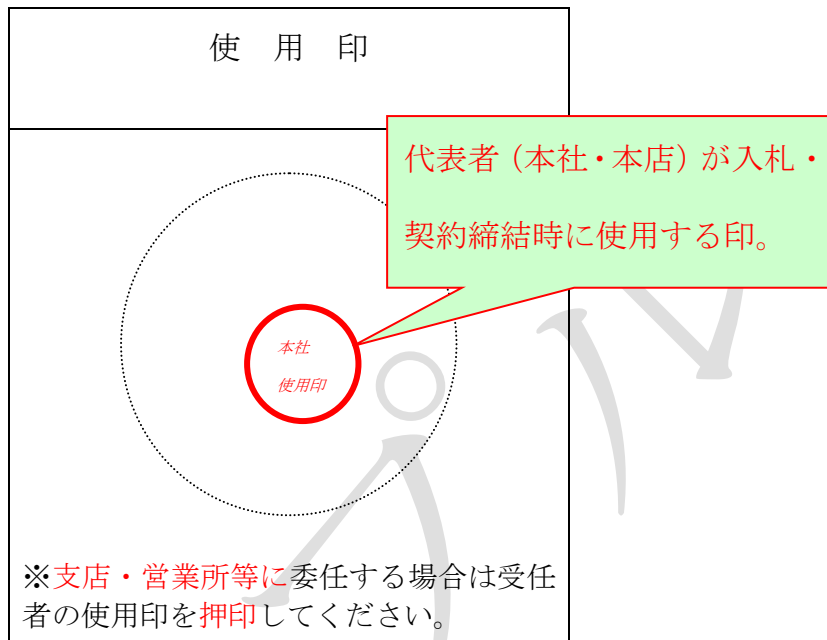 使 用 印
代表者（本社・本店）が入札・
契約締結時に使用する印。
本社
使用印
※支店・営業所等に委任する場合は受任
者の使用印を押印してください。